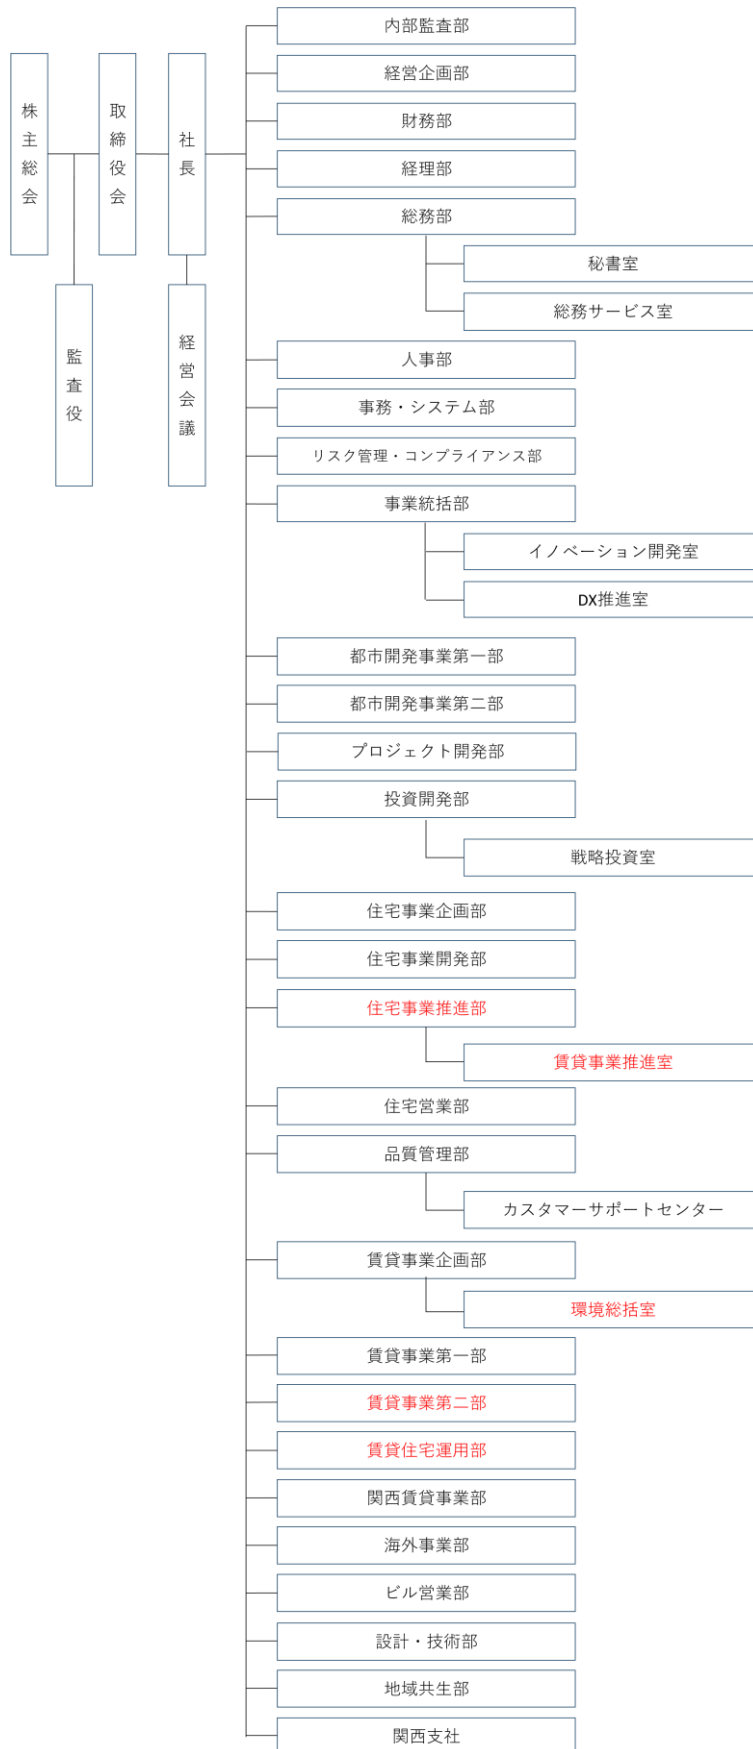 株主総会
取締役会
社長
監査役
経営会議
内部監査部
経営企画部
財務部
経理部
総務部
秘書室
総務サービス室
人事部
事務・システム部
リスク管理・コンプライアンス部
事業統括部
イノベーション開発室
DX推進室
都市開発事業第一部
都市開発事業第二部
プロジェクト開発部
投資開発部
戦略投資室
住宅事業企画部
住宅事業開発部
住宅事業推進部
賃貸事業推進室
住宅営業部
品質管理部
カスタマーサポートセンター
賃貸事業企画部
環境総括室
賃貸事業第一部
賃貸事業第二部
賃貸住宅運用部
関西賃貸事業部
海外事業部
ビル営業部
設計・技術部
地域共生部
関西支社